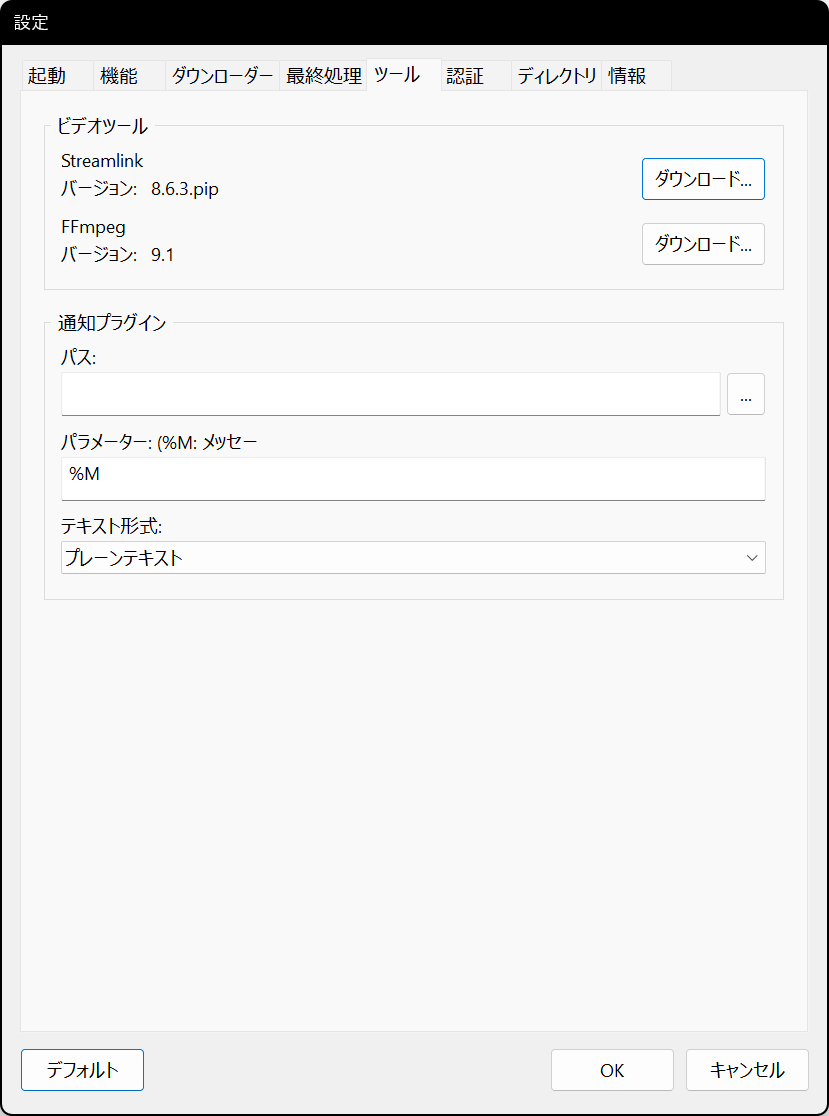 設定
起動 機能 ダウンローダー 最終処理 ツール 認証 ディレクトリ 情報
ビデオツール
Streamlink
バージョン: 8.6.3.pip
ダウンロード...
FFmpeg
バージョン: 9.1
ダウンロード...
通知プラグイン
パス:
...
パラメーター: (%M: メッセー
%M
テキスト形式:
プレーンテキスト
デフォルト OK キャンセル